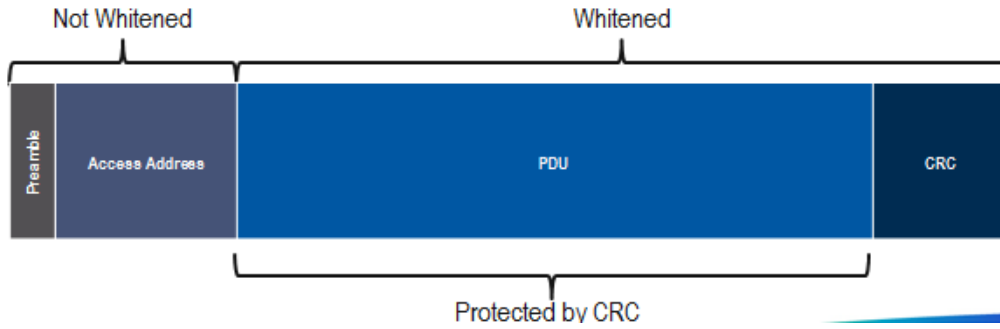 Not Whitened
Whitened
Preamble
Access Address
PDU
CRC
Protected by CRC